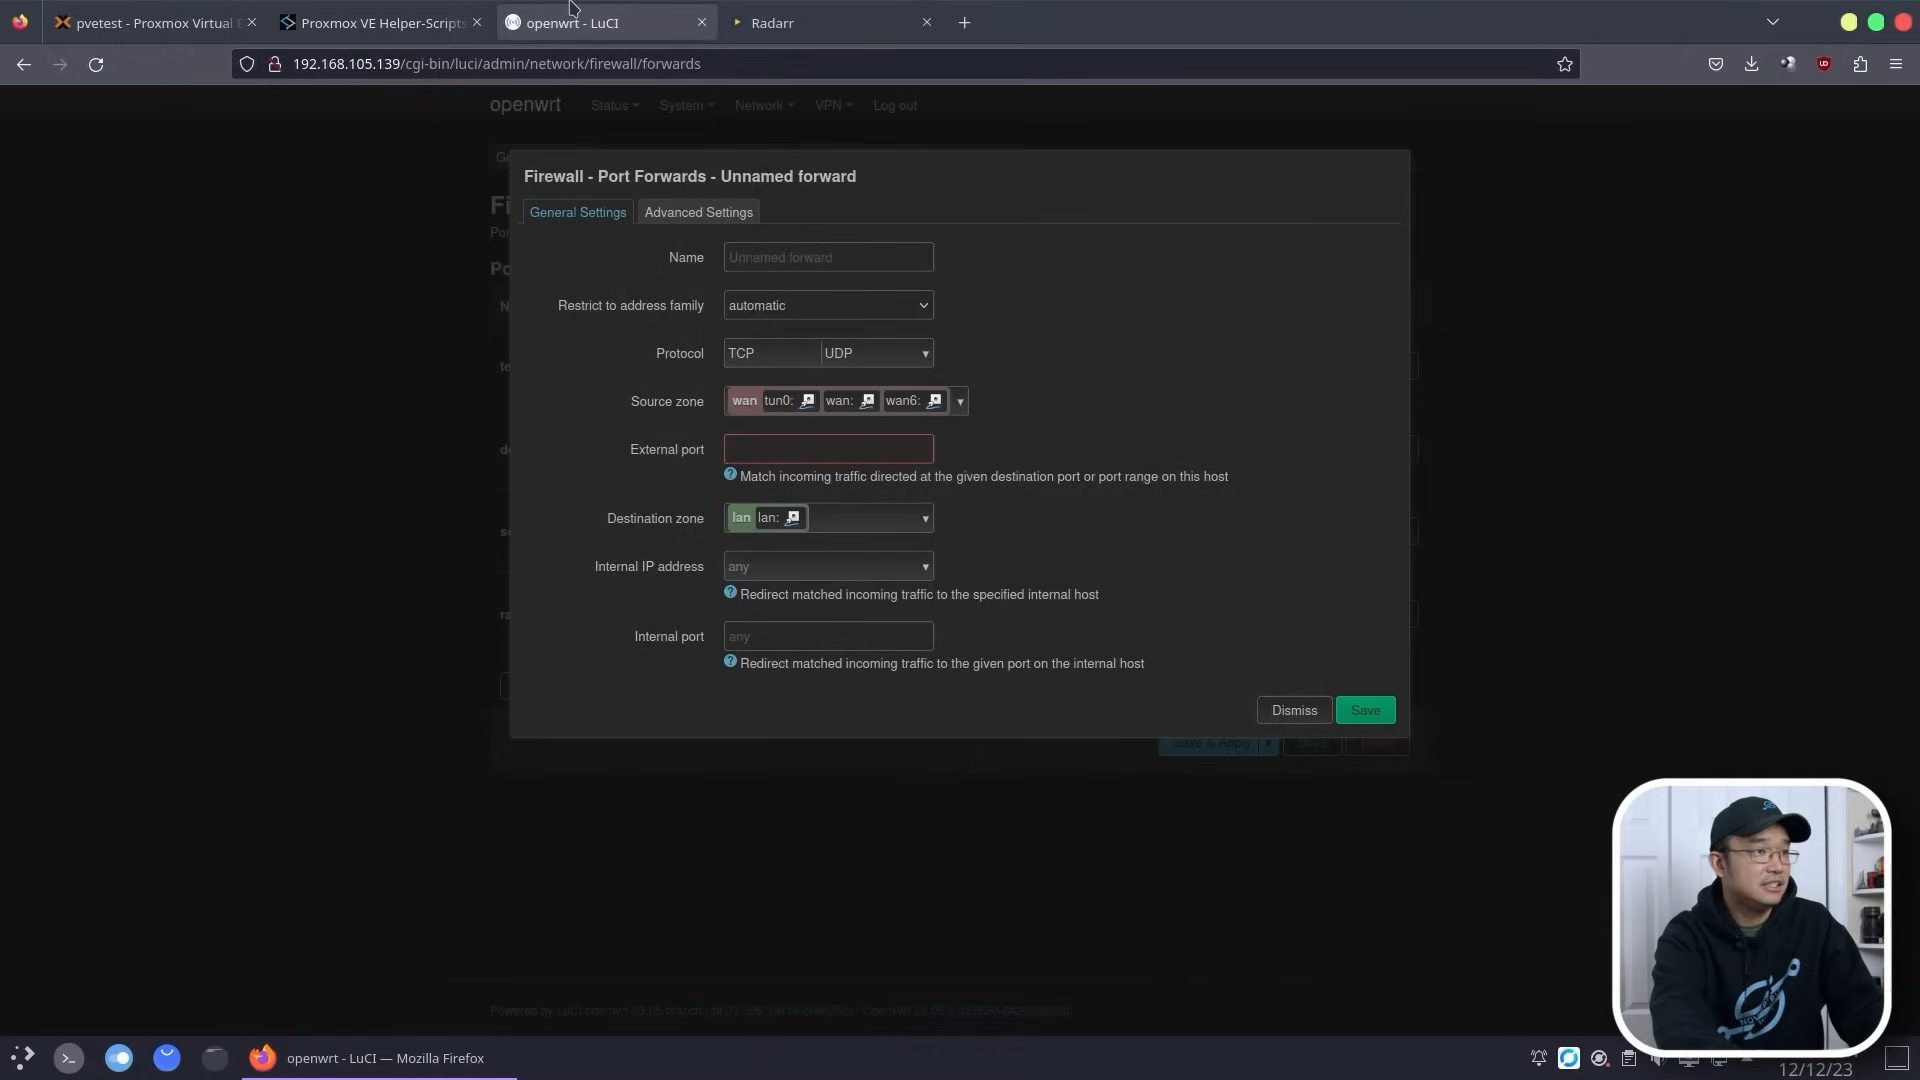 pvetest - Proxmox Virtual E
Proxmox VE Helper-Scripts
openwrt - LuCI
Radarr
192.168.105.139/cgi-bin/luci/admin/network/firewall/forwards
openwrt Status System Network VPN Log out
Firewall - Port Forwards - Unnamed forward
General Settings Advanced Settings
Name Unnamed forward
Restrict to address family automatic
Protocol TCP UDP
Source zone wan tun0: wan: wan6:
External port
Match incoming traffic directed at the given destination port or port range on this host
Destination zone lan lan:
Internal IP address any
Redirect matched incoming traffic to the specified internal host
Internal port any
Redirect matched incoming traffic to the given port on the internal host
Dismiss Save
Save & Apply
openwrt - LuCI — Mozilla Firefox
12/12/23